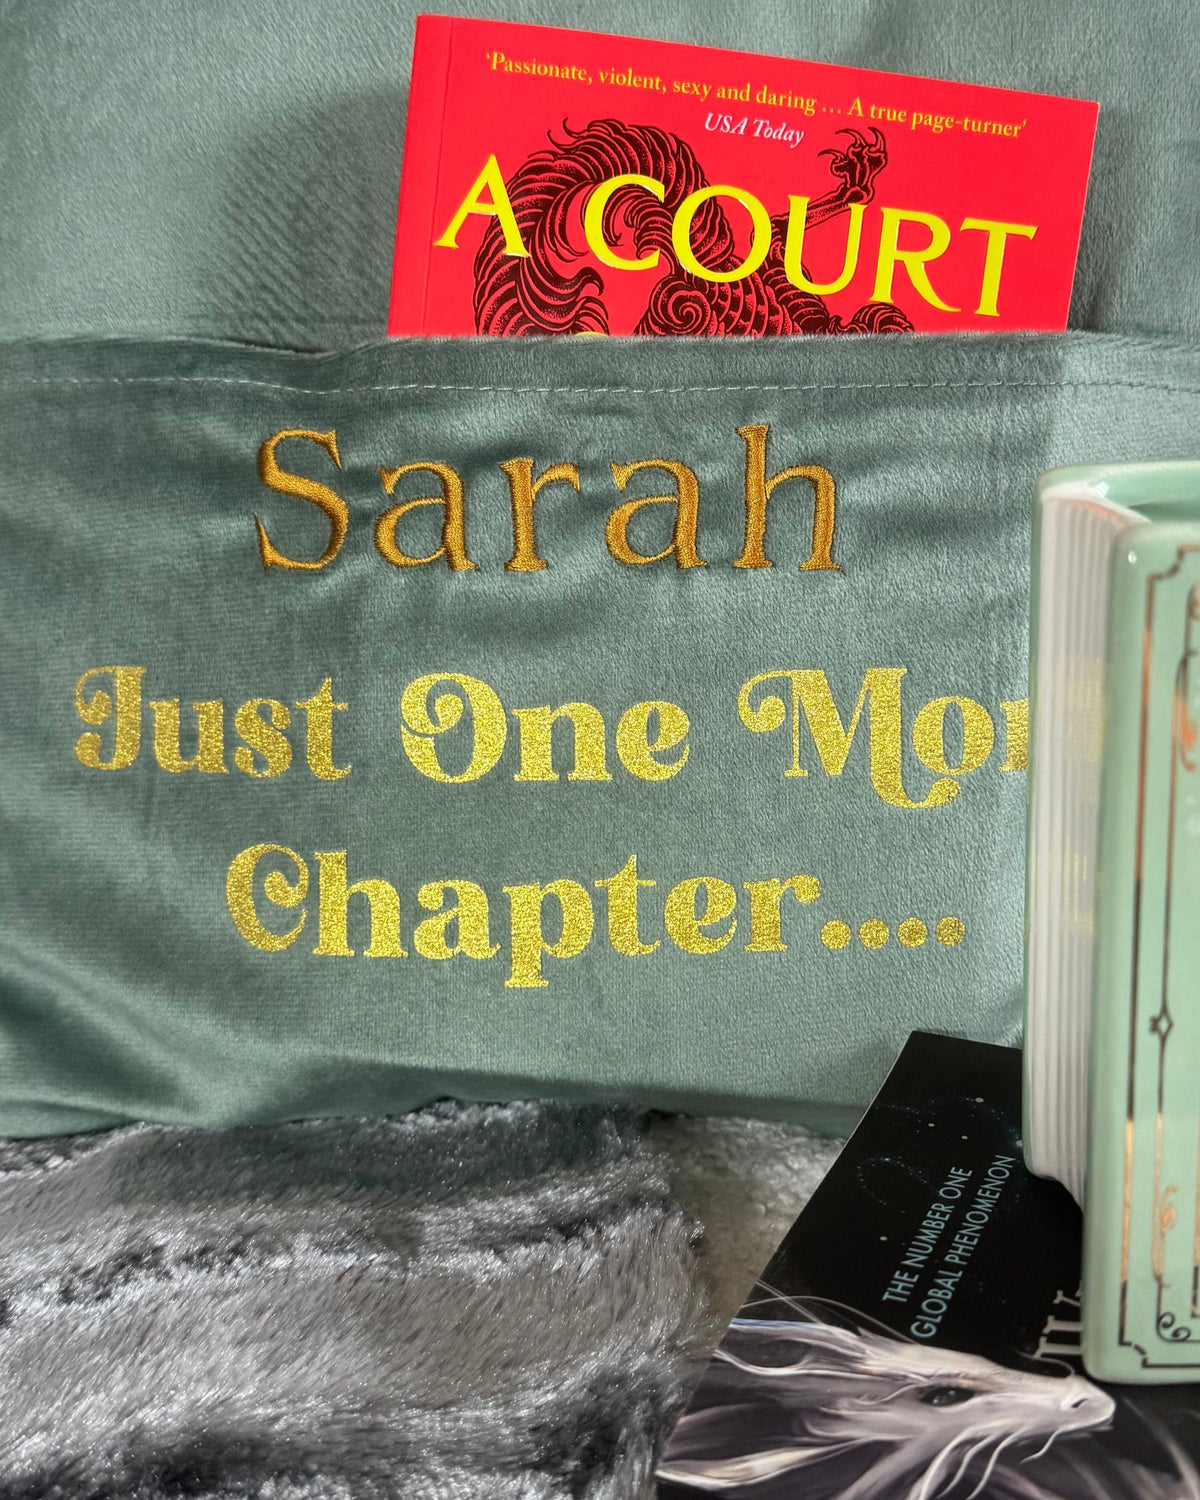 'Passionate, violent, sexy and daring ... A true page-turner'
USA Today
A COURT
Sarah
Just One Mor
Chapter....
THE NUMBER ONE
GLOBAL PHENOMENON